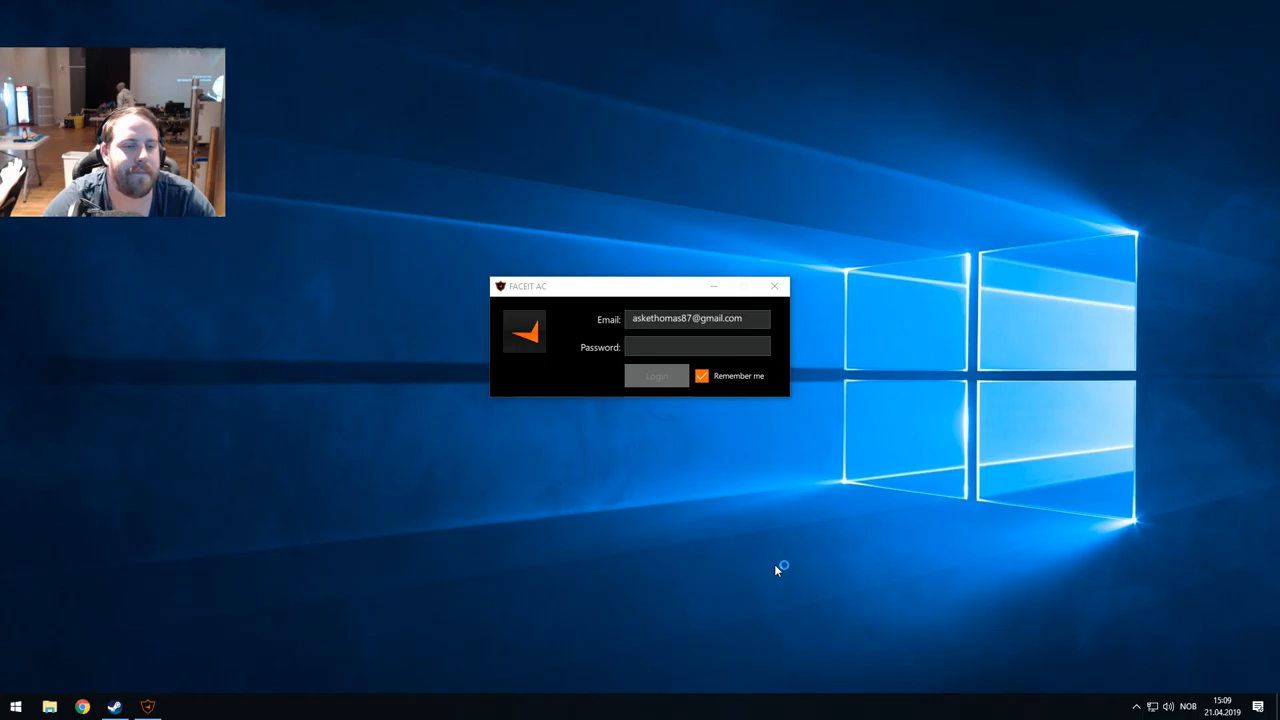 FACEIT AC
Email: askethomas87@gmail.com
Password:
Login Remember me
NOB
15:09
21.04.2019